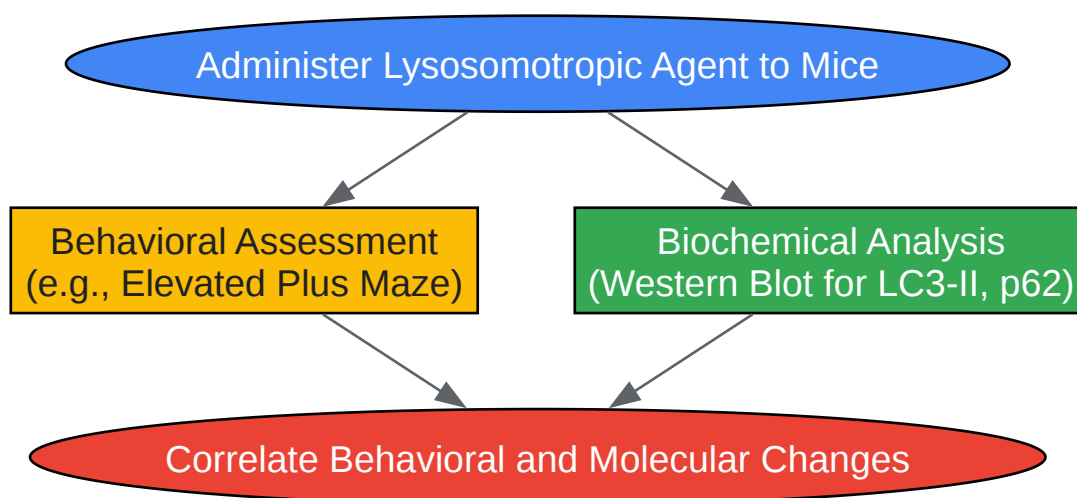 Administer Lysosomotropic Agent to Mice
Behavioral Assessment
(e.g., Elevated Plus Maze)
Biochemical Analysis
(Western Blot for LC3-II, p62)
Correlate Behavioral and Molecular Changes